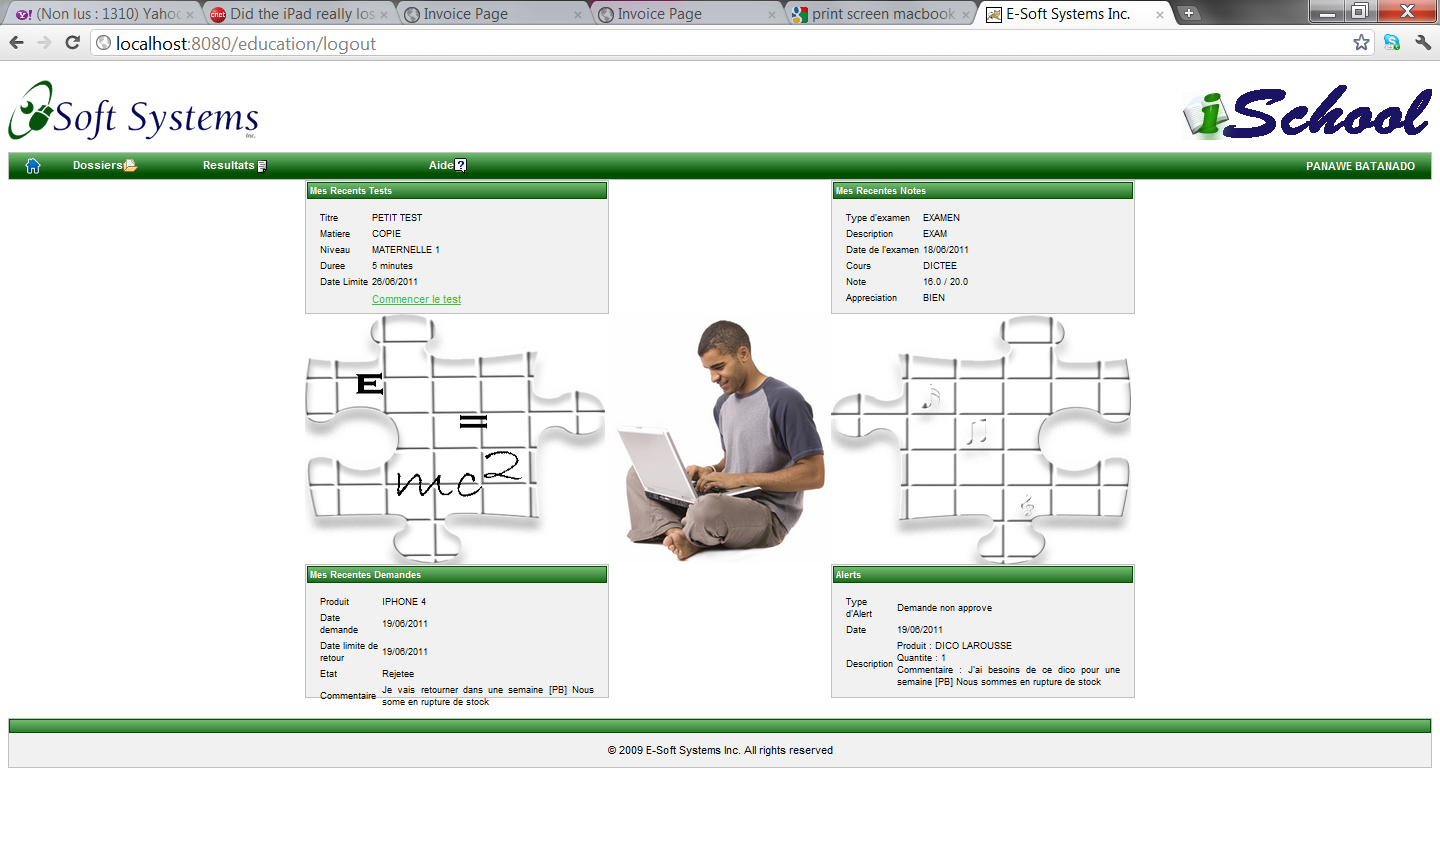 (Non lus : 1310) Yahoo
Did the iPad really los
Invoice Page
Invoice Page
print screen macbook
E-Soft Systems Inc.
localhost:8080/education/logout
Soft Systems
Inc.
iSchool
Dossiers
Resultats
Aide
PANAWE BATANADO
Mes Recents Tests
Titre PETIT TEST
Matiere COPIE
Niveau MATERNELLE 1
Duree 5 minutes
Date Limite 26/06/2011
Commencer le test
Mes Recentes Notes
Type d'examen EXAMEN
Description EXAM
Date de l'examen 18/06/2011
Cours DICTEE
Note 16.0 / 20.0
Appreciation BIEN
E
=
mc²
Mes Recentes Demandes
Produit IPHONE 4
Date
demande 19/06/2011
Date limite de
retour 19/06/2011
Etat Rejetee
Commentaire Je vais retourner dans une semaine [PB] Nous
some en rupture de stock
Alerts
Type
d'Alert Demande non approve
Date 19/06/2011
Description Produit : DICO LAROUSSE
Quantite : 1
Commentaire : J'ai besoins de ce dico pour une
semaine [PB] Nous sommes en rupture de stock
© 2009 E-Soft Systems Inc. All rights reserved